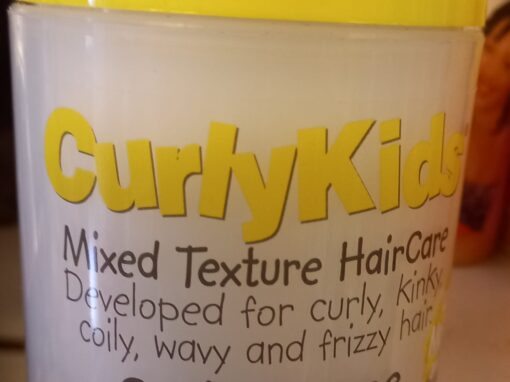 CurlyKids
Mixed Texture HairCare
Developed for curly, kinky,
coily, wavy and frizzy hair.